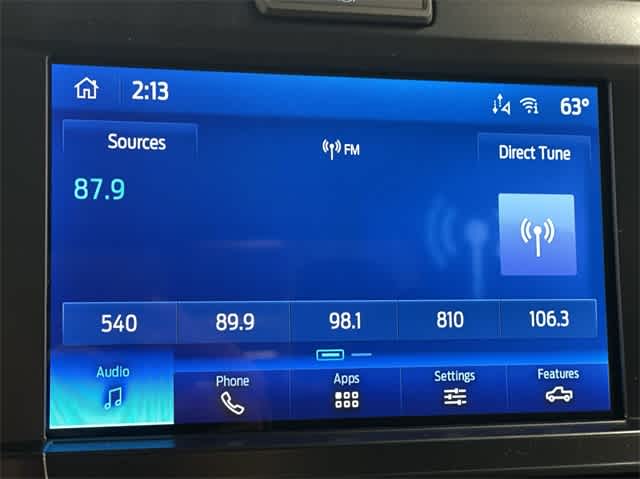 2:13
63°
Sources
FM
Direct Tune
87.9
540 89.9 98.1 810 106.3
Audio Phone Apps Settings Features